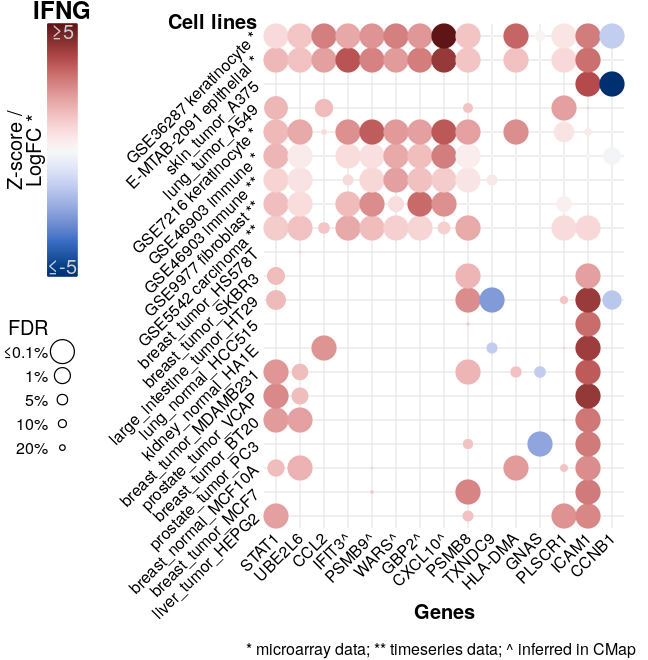 IFNG
≥5
Z-score /
LogFC *
≤-5
FDR
≤0.1%
1%
5%
10%
20%
Cell lines
GSE36287 keratinocyte *
E-MTAB-2091 epithelial *
skin_tumor_A375
lung_tumor_A549
GSE7216 keratinocyte *
GSE46903 Immune *
GSE46903 Immune **
GSE9977 fibroblast **
GSE5542 carcinoma **
breast_tumor_HS578T
breast_tumor_SKBR3
large_intestine_tumor_HT29
lung_normal_HCC515
kidney_normal_HA1E
breast_tumor_MDAMB231
prostate_tumor_VCAP
breast_tumor_BT20
prostate_tumor_PC3
breast_normal_MCF10A
breast_tumor_MCF7
liver_tumor_HEPG2
STAT1
UBE2L6
CCL2
IFIT3^
PSMB9^
WARS^
GBP2^
CXCL10^
PSMB8
TXNDC9
HLA-DMA
GNAS
PLSCR1
ICAM1
CCNB1
Genes
* microarray data; ** timeseries data; ^ inferred in CMap